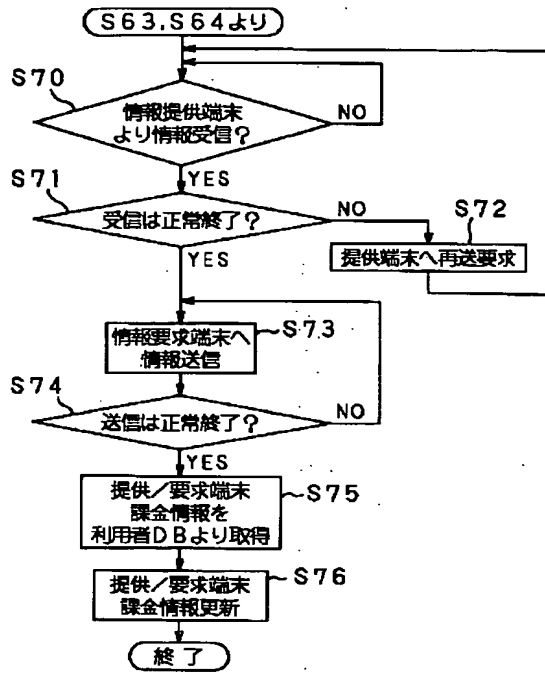 S63,S64より
S70
情報提供端末
より情報受信?
NO
YES
S71
受信は正常終了?
NO
S72
提供端末へ再送要求
YES
情報要求端末へ
情報送信
S73
S74
送信は正常終了?
NO
YES
提供/要求端末
課金情報を
利用者DBより取得
S75
提供/要求端末
課金情報更新
S76
終了